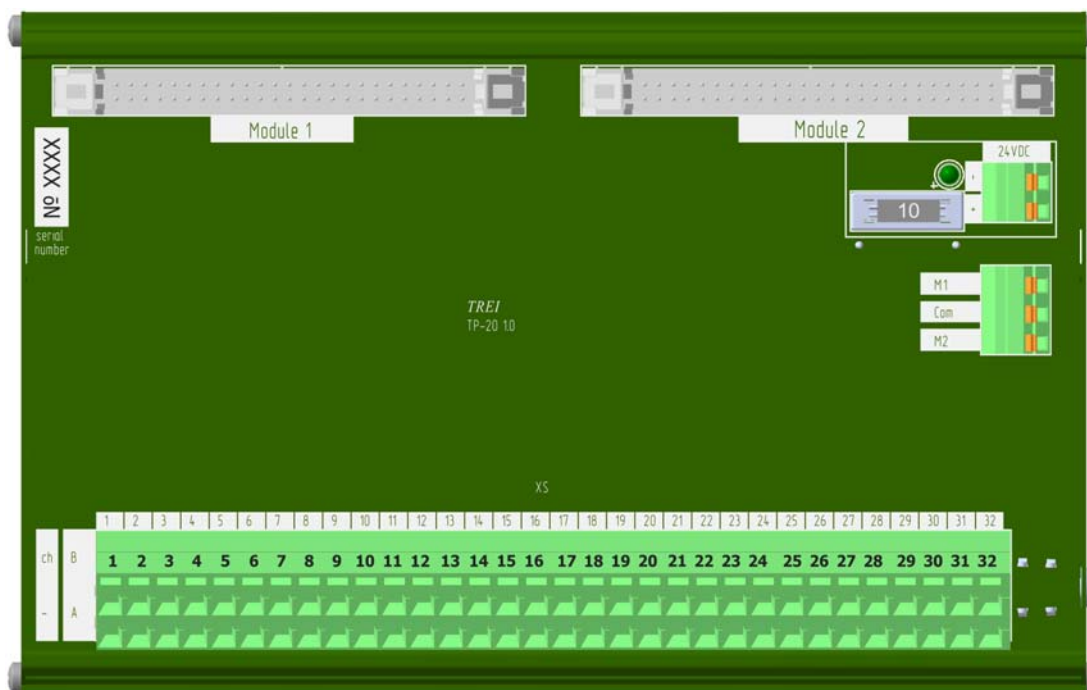 Module 1
Module 2
№ XXXX
serial
number
24VDC
-
+
+
10
M1
Com
M2
TREI
TP-20 1.0
XS
1 2 3 4 5 6 7 8 9 10 11 12 13 14 15 16 17 18 19 20 21 22 23 24 25 26 27 28 29 30 31 32
ch B 1 2 3 4 5 6 7 8 9 10 11 12 13 14 15 16 17 18 19 20 21 22 23 24 25 26 27 28 29 30 31 32
- A